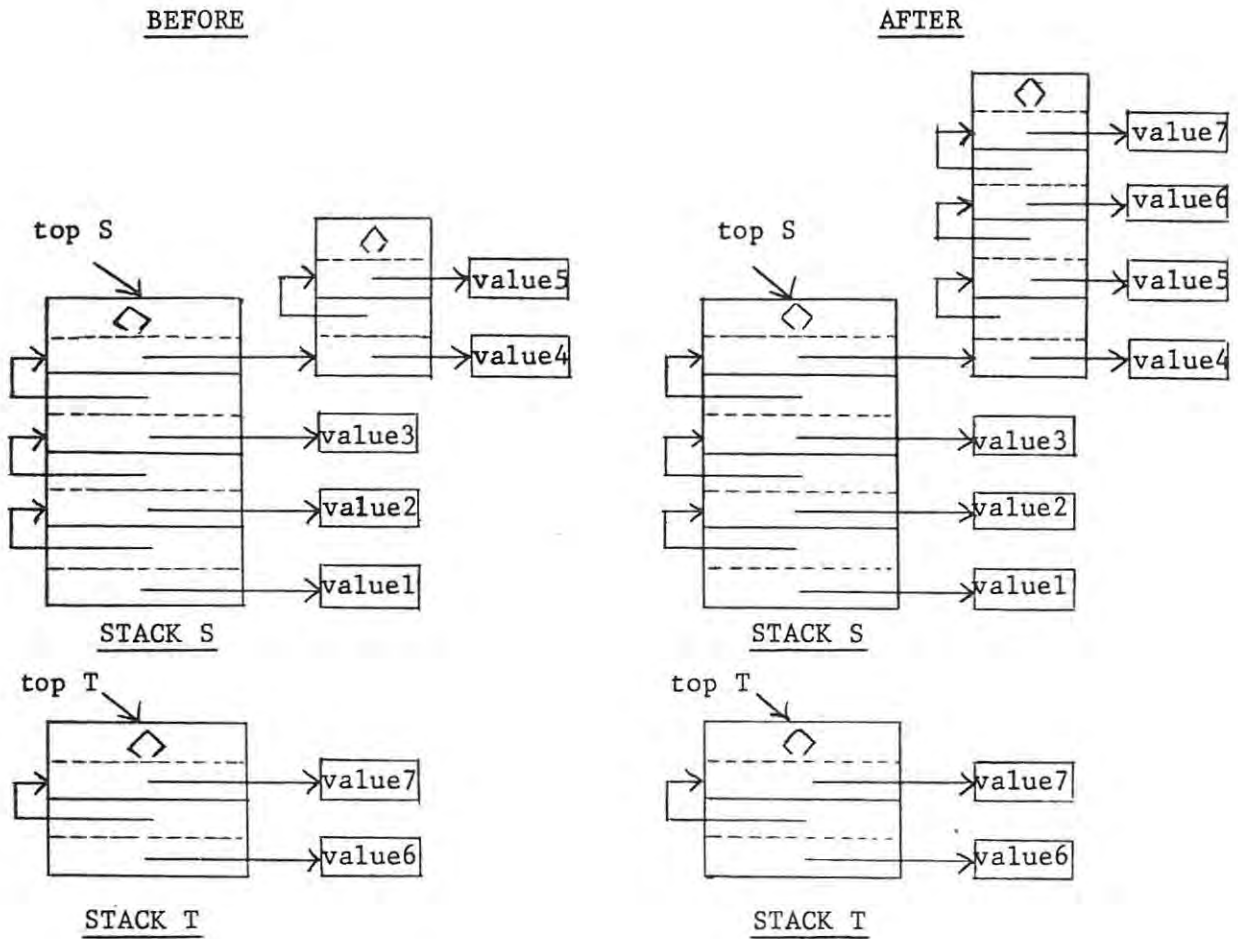 BEFORE
top S
value5
value4
value3
value2
value1
STACK S
top T
value7
value6
STACK T
AFTER
value7
value6
value5
top S
value4
value3
value2
value1
STACK S
top T
value7
value6
STACK T